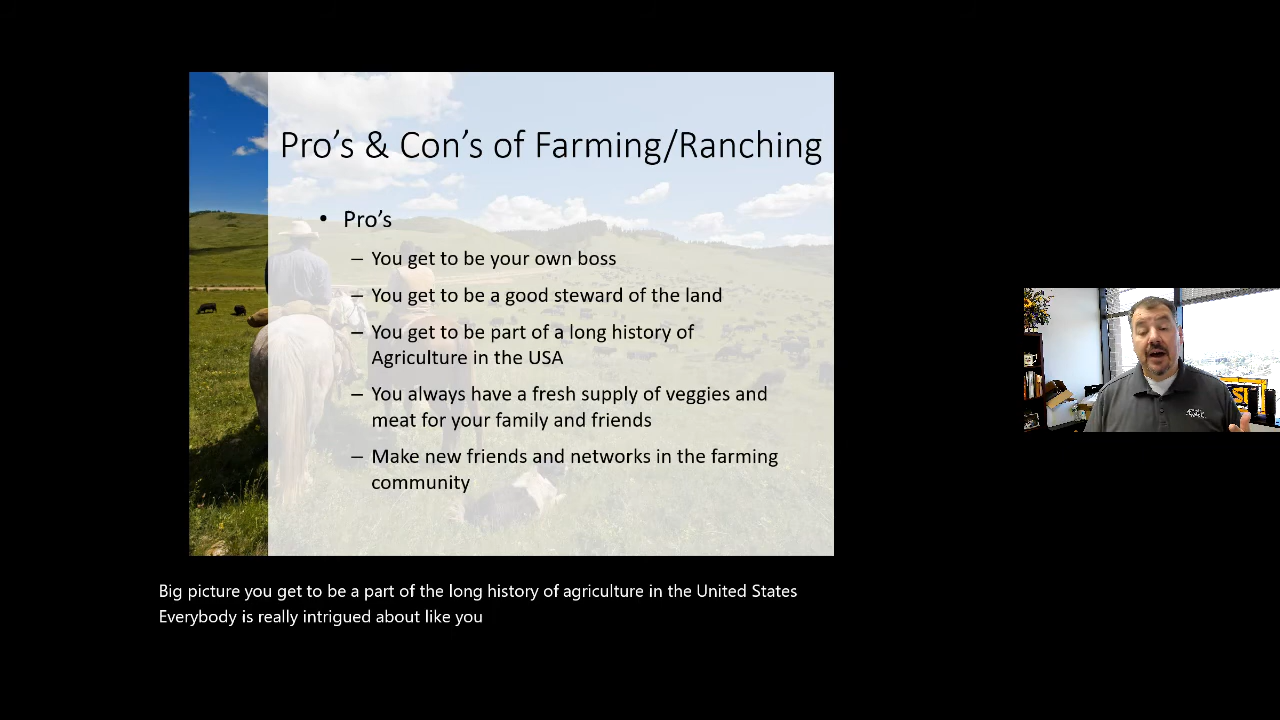 Pro's & Con's of Farming/Ranching
• Pro's
– You get to be your own boss
– You get to be a good steward of the land
– You get to be part of a long history of
Agriculture in the USA
– You always have a fresh supply of veggies and
meat for your family and friends
– Make new friends and networks in the farming
community
Big picture you get to be a part of the long history of agriculture in the United States
Everybody is really intrigued about like you